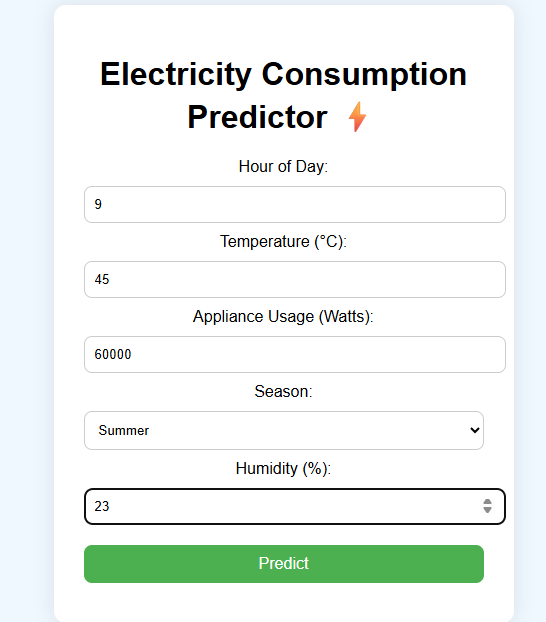 Electricity Consumption
Predictor ⚡
Hour of Day:
9
Temperature (°C):
45
Appliance Usage (Watts):
60000
Season:
Summer
Humidity (%):
23
Predict